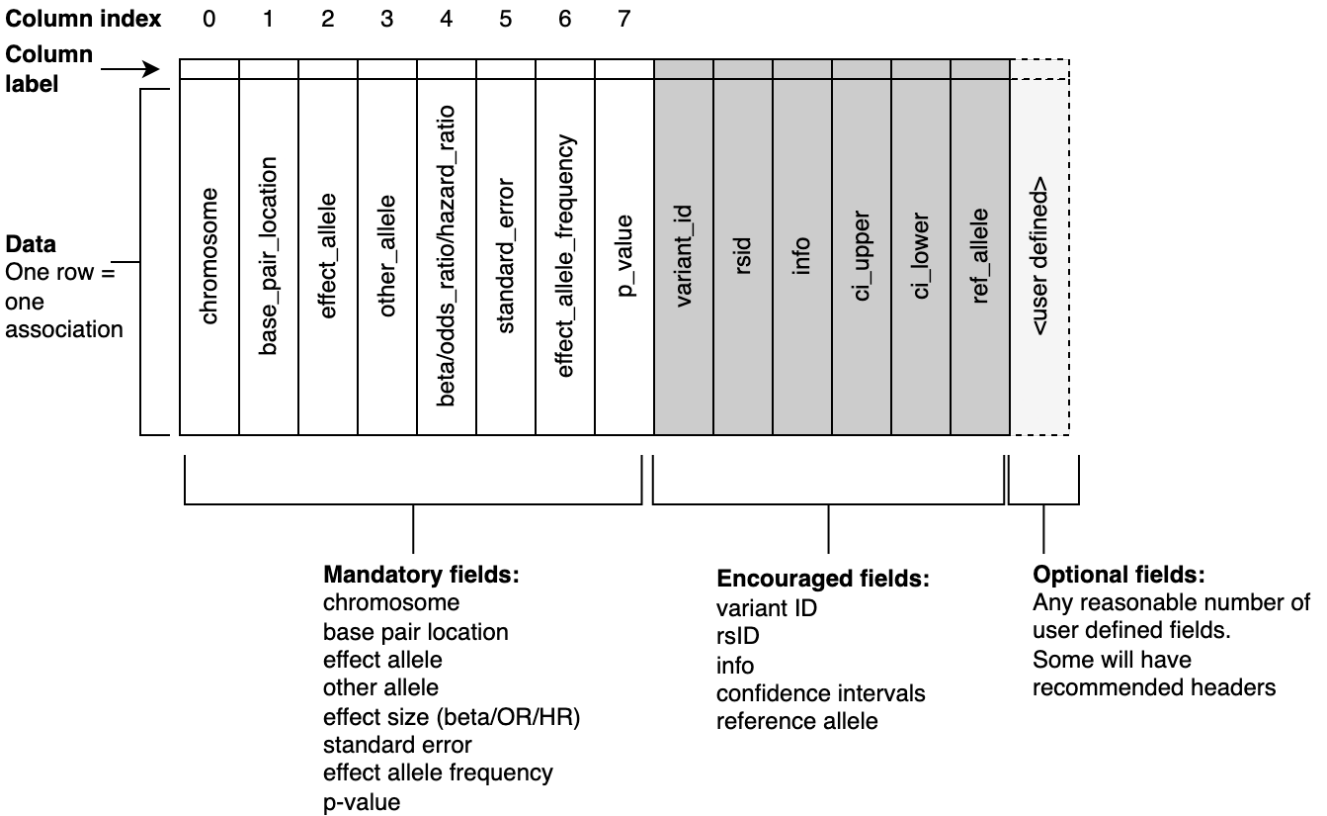 Column index 0 1 2 3 4 5 6 7
Column
label
Data
One row =
one
association
chromosome
base_pair_location
effect_allele
other_allele
beta/odds_ratio/hazard_ratio
standard_error
effect_allele_frequency
p_value
variant_id
rsid
info
ci_upper
ci_lower
ref_allele
<user defined>
Mandatory fields:
chromosome
base pair location
effect allele
other allele
effect size (beta/OR/HR)
standard error
effect allele frequency
p-value
Encouraged fields:
variant ID
rsID
info
confidence intervals
reference allele
Optional fields:
Any reasonable number of
user defined fields.
Some will have
recommended headers